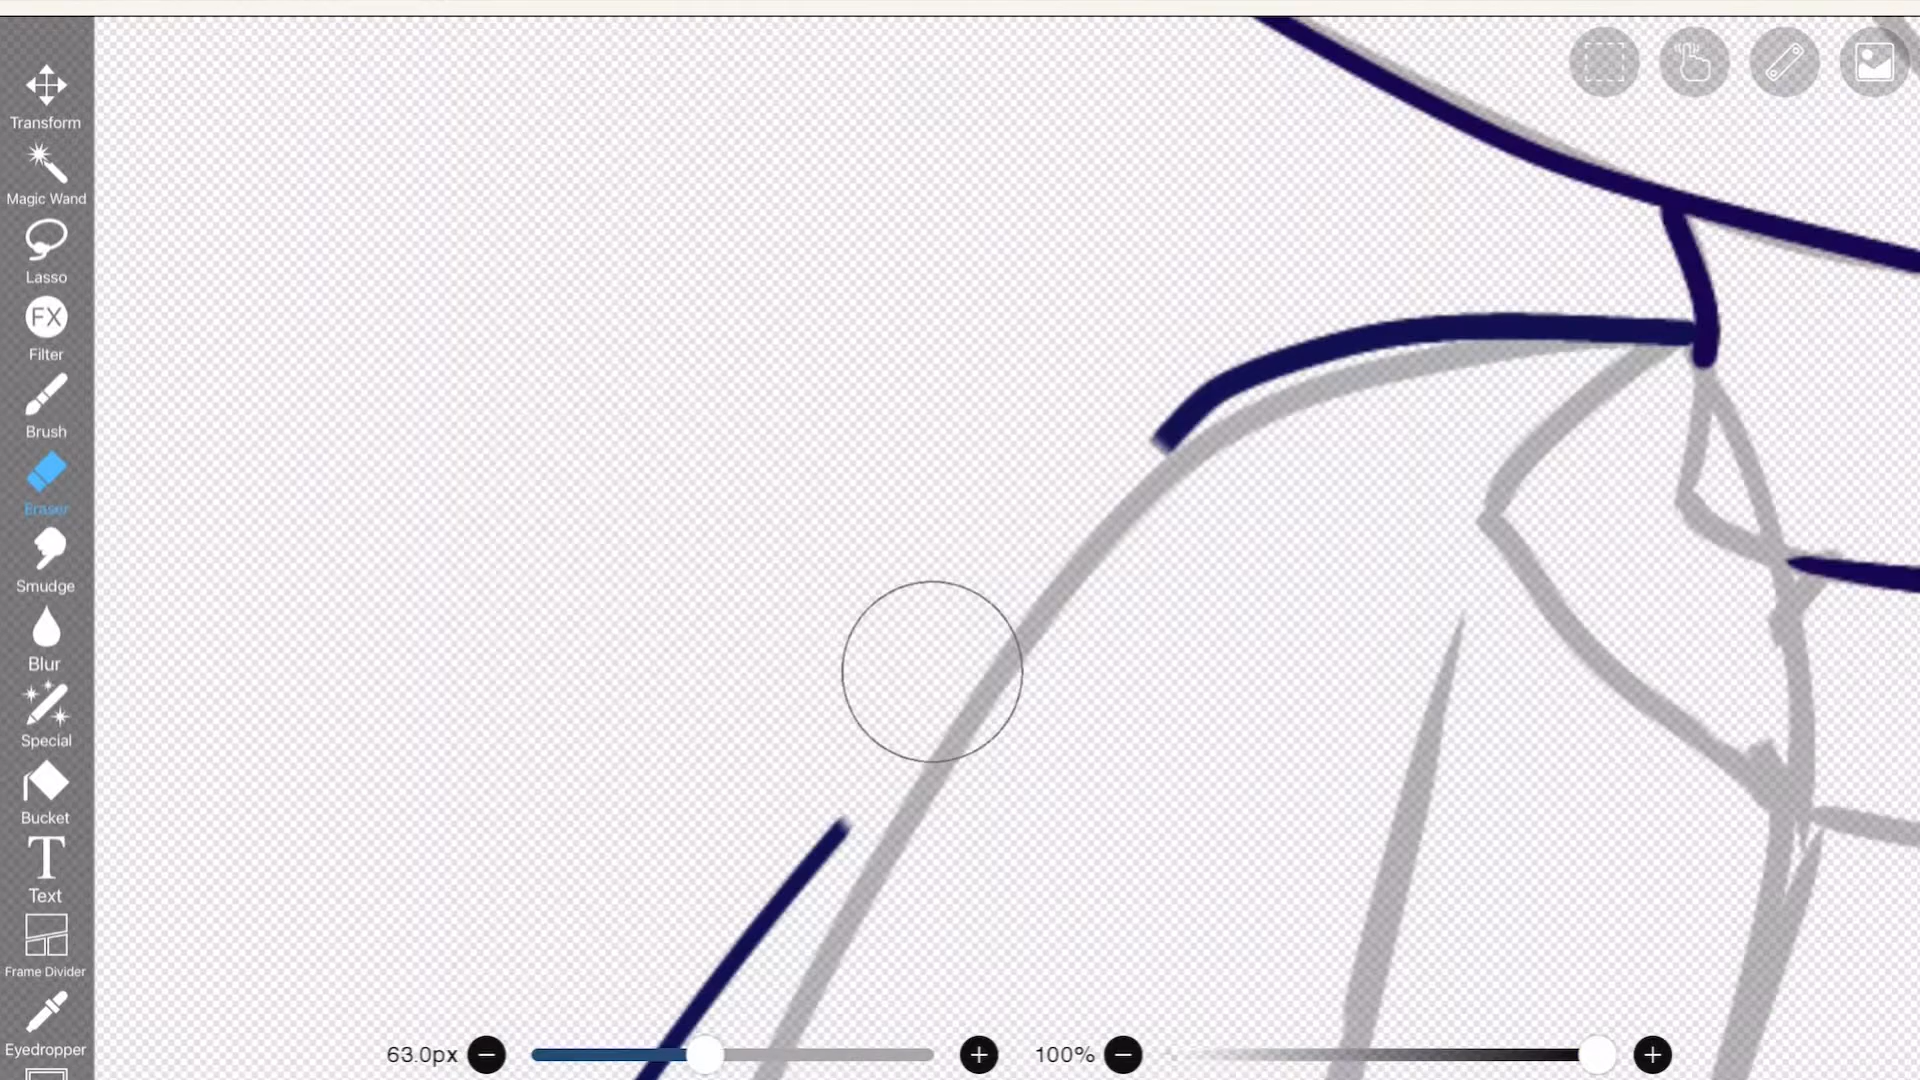 Transform
Magic Wand
Lasso
FX
Filter
Brush
Eraser
Smudge
Blur
Special
Bucket
T
Text
Frame Divider
Eyedropper
63.0px
100%